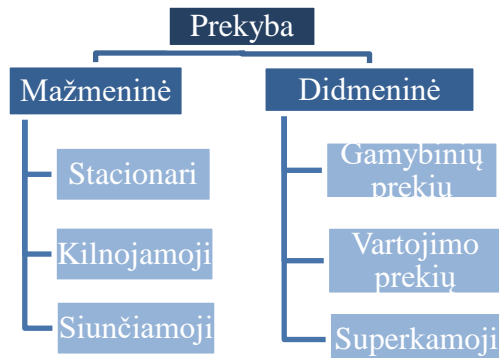 Prekyba
Mažmeninė
Didmeninė
Stacionari
Kilnojamoji
Siunčiamoji
Gamybinių
prekių
Vartojimo
prekių
Superkamoji